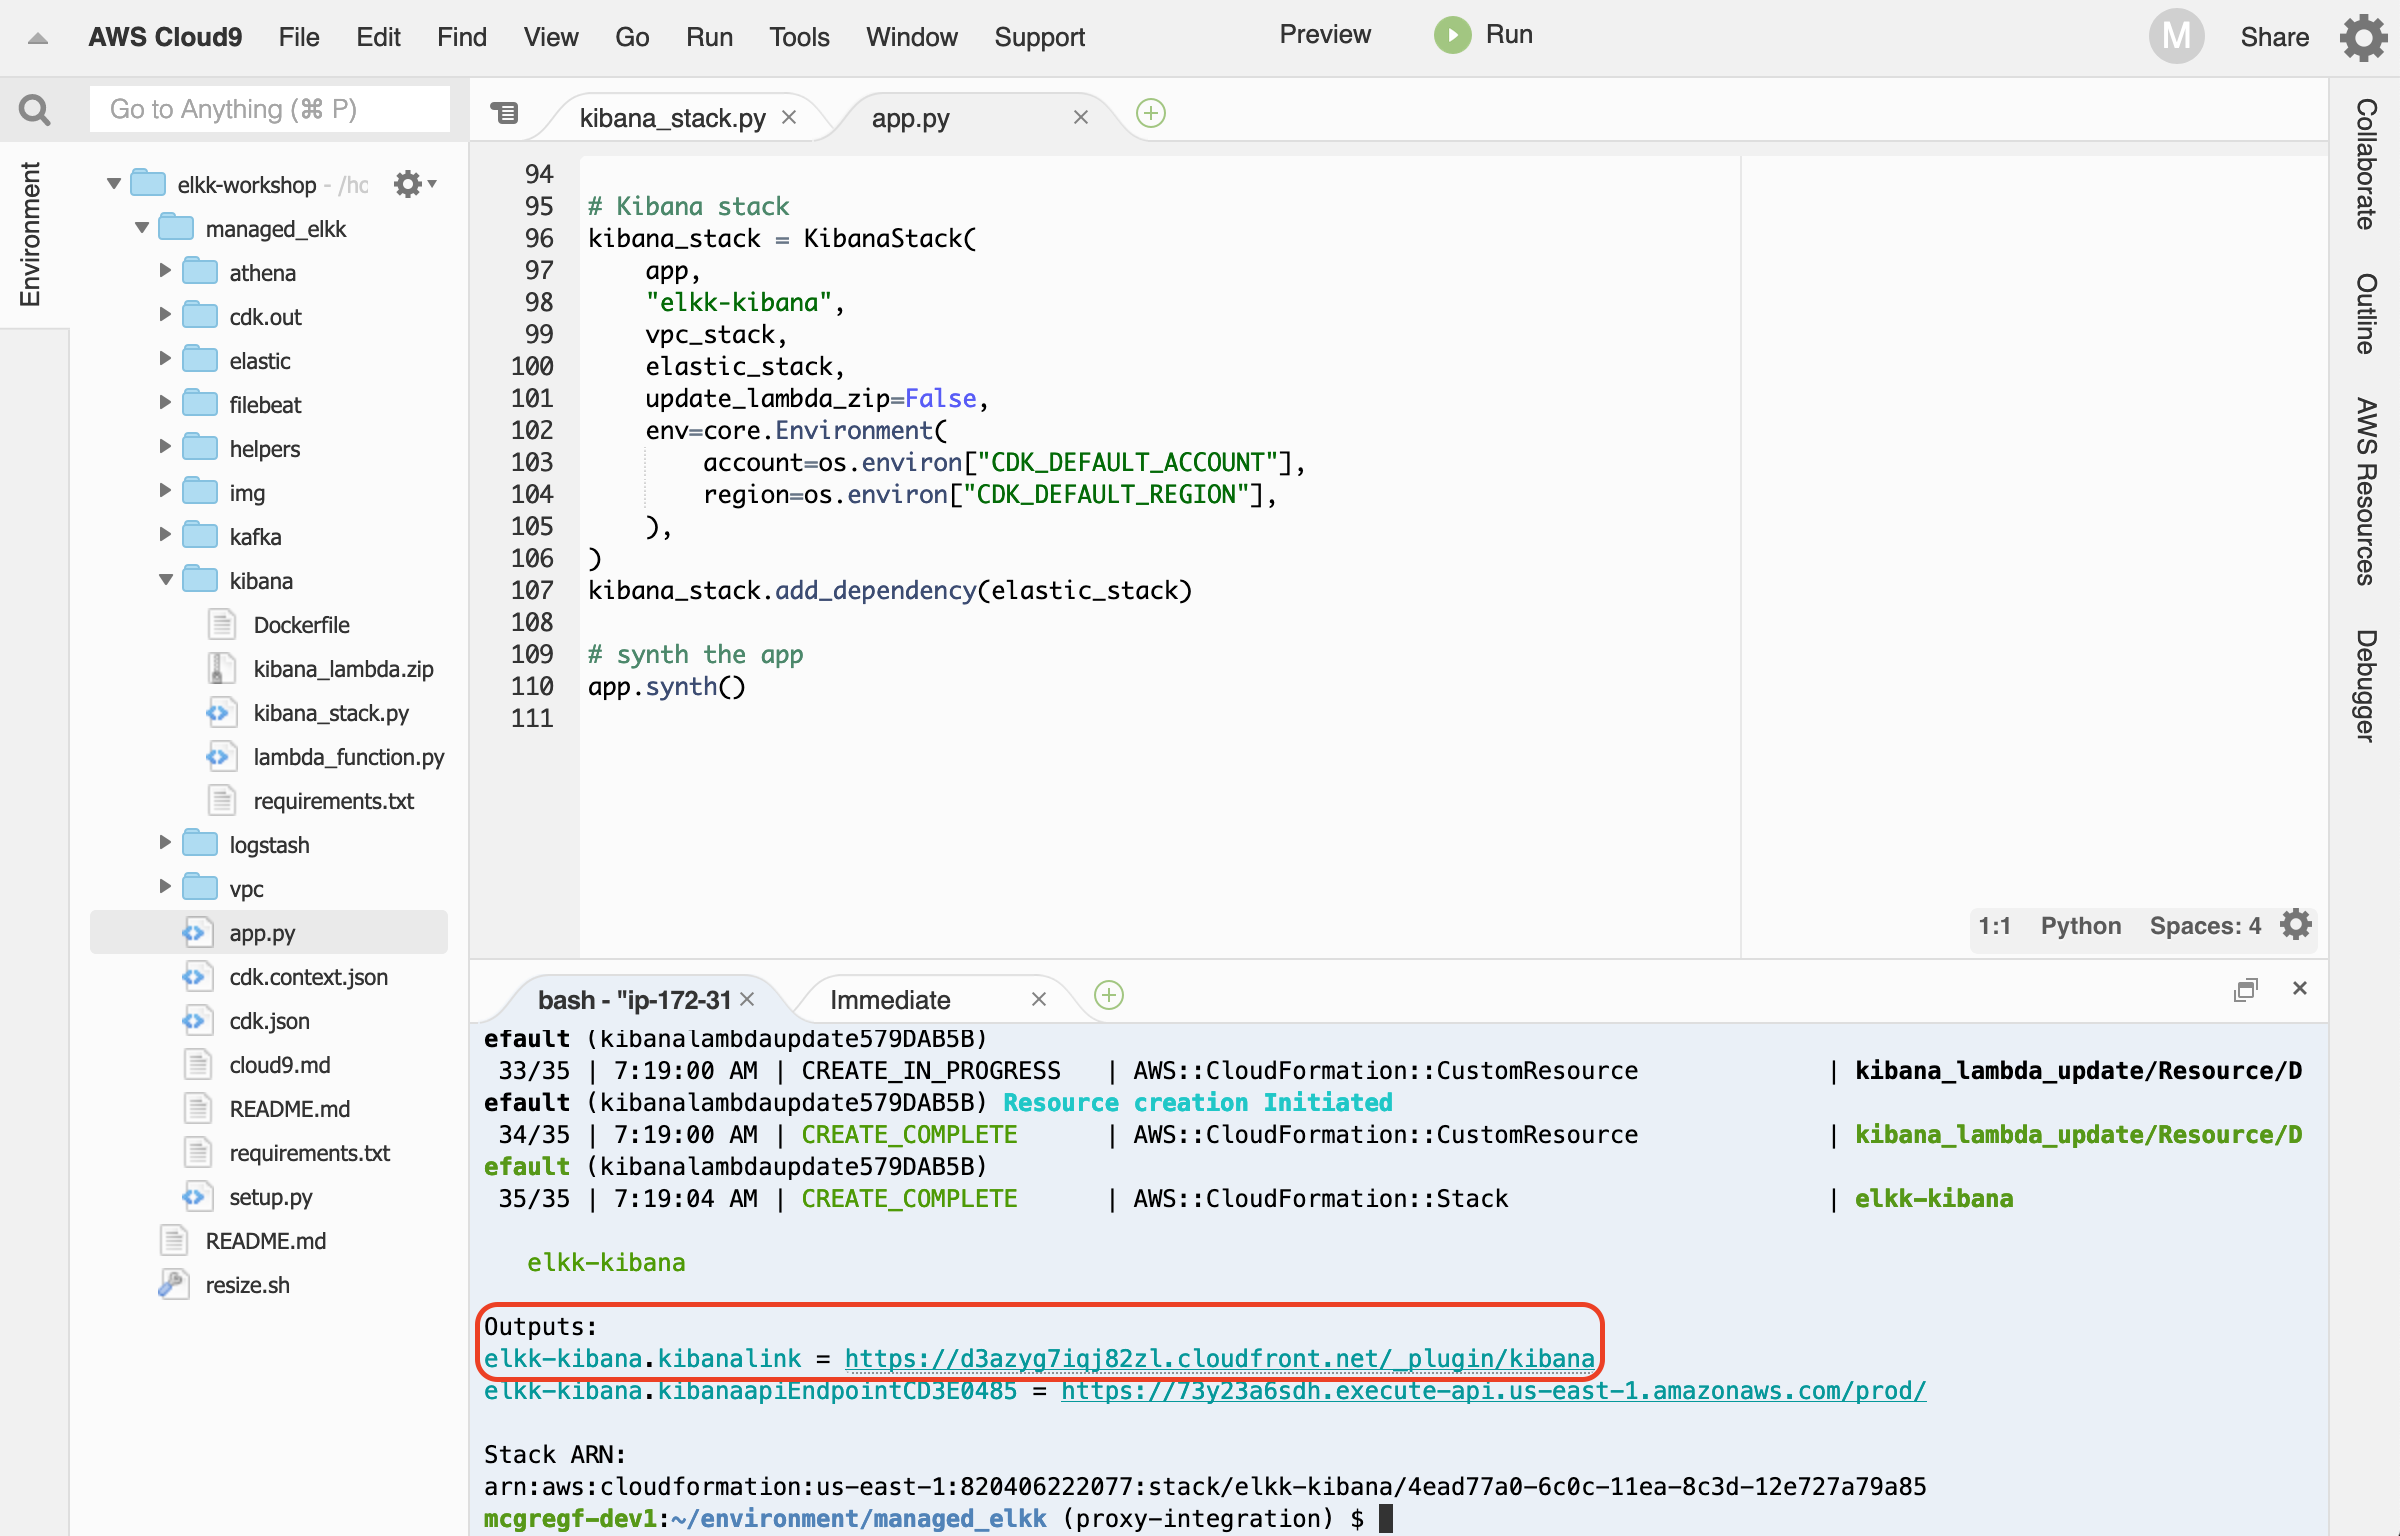 AWS Cloud9 File Edit Find View Go Run Tools Window Support Preview Run M Share
Go to Anything (⌘ P)
Environment
elkk-workshop - /hc
managed_elkk
athena
cdk.out
elastic
filebeat
helpers
img
kafka
kibana
Dockerfile
kibana_lambda.zip
kibana_stack.py
lambda_function.py
requirements.txt
logstash
vpc
app.py
cdk.context.json
cdk.json
cloud9.md
README.md
requirements.txt
setup.py
README.md
resize.sh
kibana_stack.py app.py
94
95 # Kibana stack
96 kibana_stack = KibanaStack(
97     app,
98     "elkk-kibana",
99     vpc_stack,
100     elastic_stack,
101     update_lambda_zip=False,
102     env=core.Environment(
103         account=os.environ["CDK_DEFAULT_ACCOUNT"],
104         region=os.environ["CDK_DEFAULT_REGION"],
105     ),
106 )
107 kibana_stack.add_dependency(elastic_stack)
108
109 # synth the app
110 app.synth()
111
1:1 Python Spaces: 4
Collaborate
Outline
AWS Resources
Debugger
bash - "ip-172-31 Immediate
efault (kibanalambdaupdate579DAB5B)
33/35 | 7:19:00 AM | CREATE_IN_PROGRESS | AWS::CloudFormation::CustomResource | kibana_lambda_update/Resource/D
efault (kibanalambdaupdate579DAB5B) Resource creation Initiated
34/35 | 7:19:00 AM | CREATE_COMPLETE | AWS::CloudFormation::CustomResource | kibana_lambda_update/Resource/D
efault (kibanalambdaupdate579DAB5B)
35/35 | 7:19:04 AM | CREATE_COMPLETE | AWS::CloudFormation::Stack | elkk-kibana
elkk-kibana
Outputs:
elkk-kibana.kibanalink = https://d3azyg7iqj82zl.cloudfront.net/_plugin/kibana
elkk-kibana.kibanaapiEndpointCD3E0485 = https://73y23a6sdh.execute-api.us-east-1.amazonaws.com/prod/
Stack ARN:
arn:aws:cloudformation:us-east-1:820406222077:stack/elkk-kibana/4ead77a0-6c0c-11ea-8c3d-12e727a79a85
mcgregf-dev1:~/environment/managed_elkk (proxy-integration) $